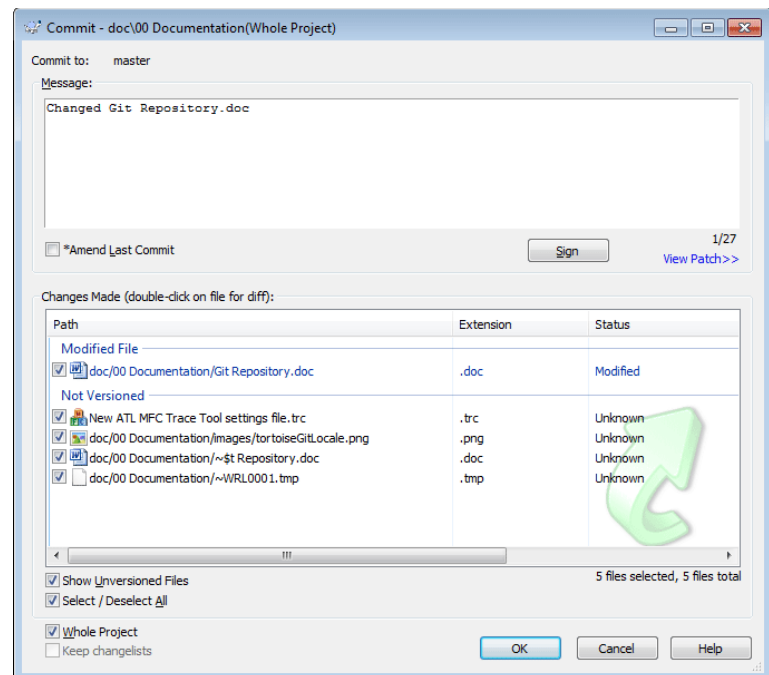 Commit - doc\00 Documentation(Whole Project)
Commit to: master
Message:
Changed Git Repository.doc
*Amend Last Commit
Sign
1/27
View Patch>>
Changes Made (double-click on file for diff):
Path Extension Status
Modified File
doc/00 Documentation/Git Repository.doc .doc Modified
Not Versioned
New ATL MFC Trace Tool settings file.trc .trc Unknown
doc/00 Documentation/images/tortoiseGitLocale.png .png Unknown
doc/00 Documentation/~$t Repository.doc .doc Unknown
doc/00 Documentation/~WRL0001.tmp .tmp Unknown
Show Unversioned Files
5 files selected, 5 files total
Select / Deselect All
Whole Project
Keep changelists
OK Cancel Help